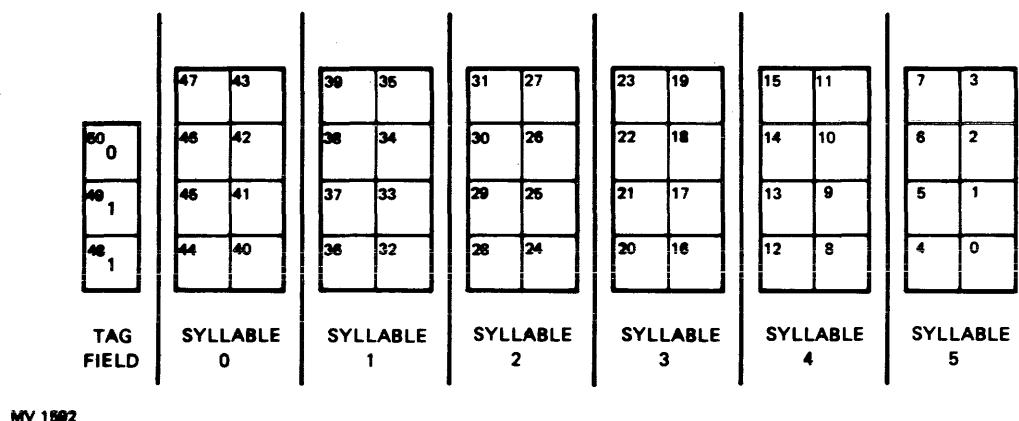 47 43 39 35 31 27 23 19 15 11 7 3
50 46 42 38 34 30 26 22 18 14 10 6 2
0
49 45 41 37 33 29 25 21 17 13 9 5 1
1
48 44 40 36 32 28 24 20 16 12 8 4 0
1
TAG SYLLABLE SYLLABLE SYLLABLE SYLLABLE SYLLABLE SYLLABLE
FIELD 0 1 2 3 4 5
MV 1592